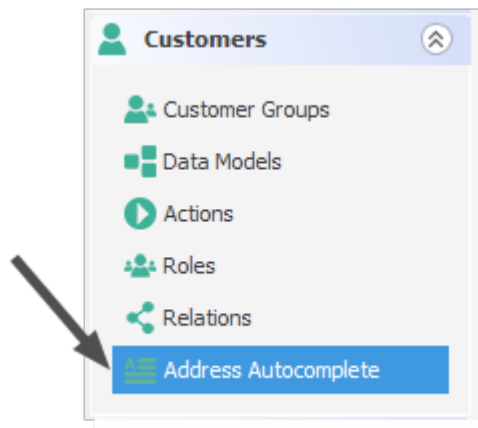 Customers
Customer Groups
Data Models
Actions
Roles
Relations
Address Autocomplete